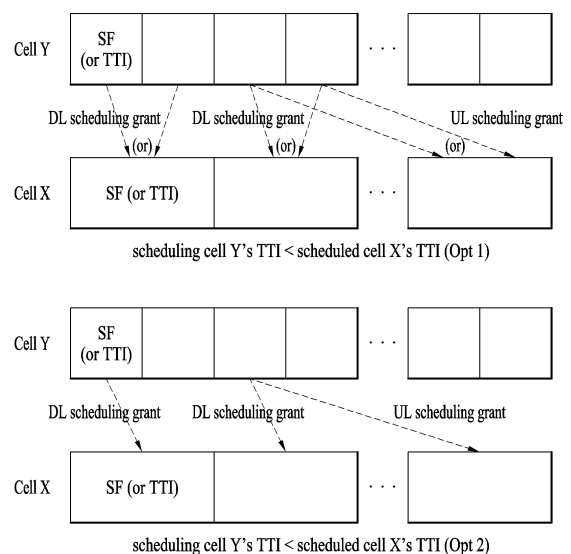 Cell Y
SF
(or TTI)
· · ·
DL scheduling grant
DL scheduling grant
UL scheduling grant
(or)
(or)
(or)
Cell X
SF (or TTI)
· · ·
scheduling cell Y's TTI < scheduled cell X's TTI (Opt 1)
Cell Y
SF
(or TTI)
· · ·
DL scheduling grant
DL scheduling grant
UL scheduling grant
Cell X
SF (or TTI)
· · ·
scheduling cell Y's TTI < scheduled cell X's TTI (Opt 2)